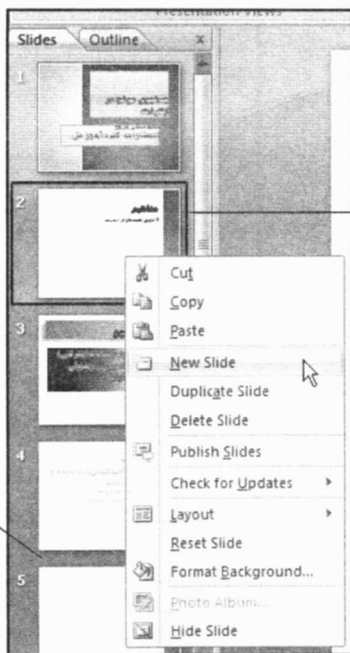 Presentation Views
Slides Outline x
1
2
مفاهیم
3
4
5
Cut
Copy
Paste
New Slide
Duplicate Slide
Delete Slide
Publish Slides
Check for Updates
Layout
Reset Slide
Format Background...
Photo Album...
Hide Slide